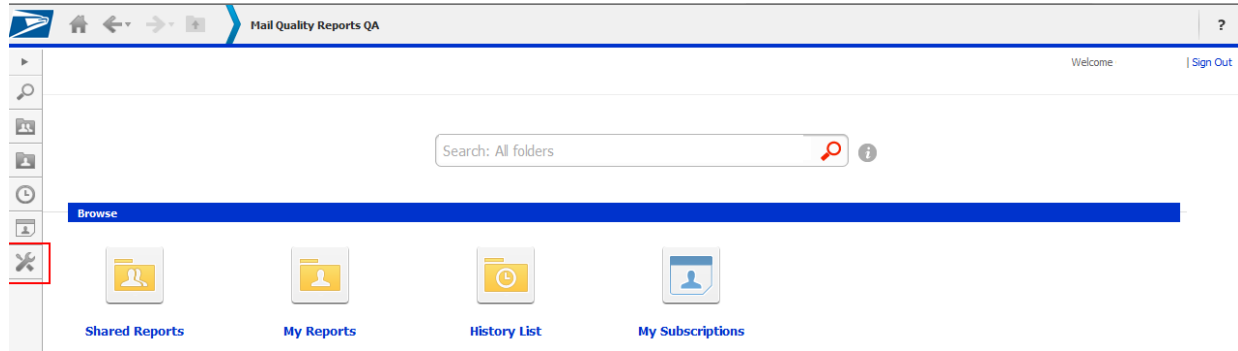 Mail Quality Reports QA
?
Welcome | Sign Out
Search: All folders
i
Browse
Shared Reports My Reports History List My Subscriptions